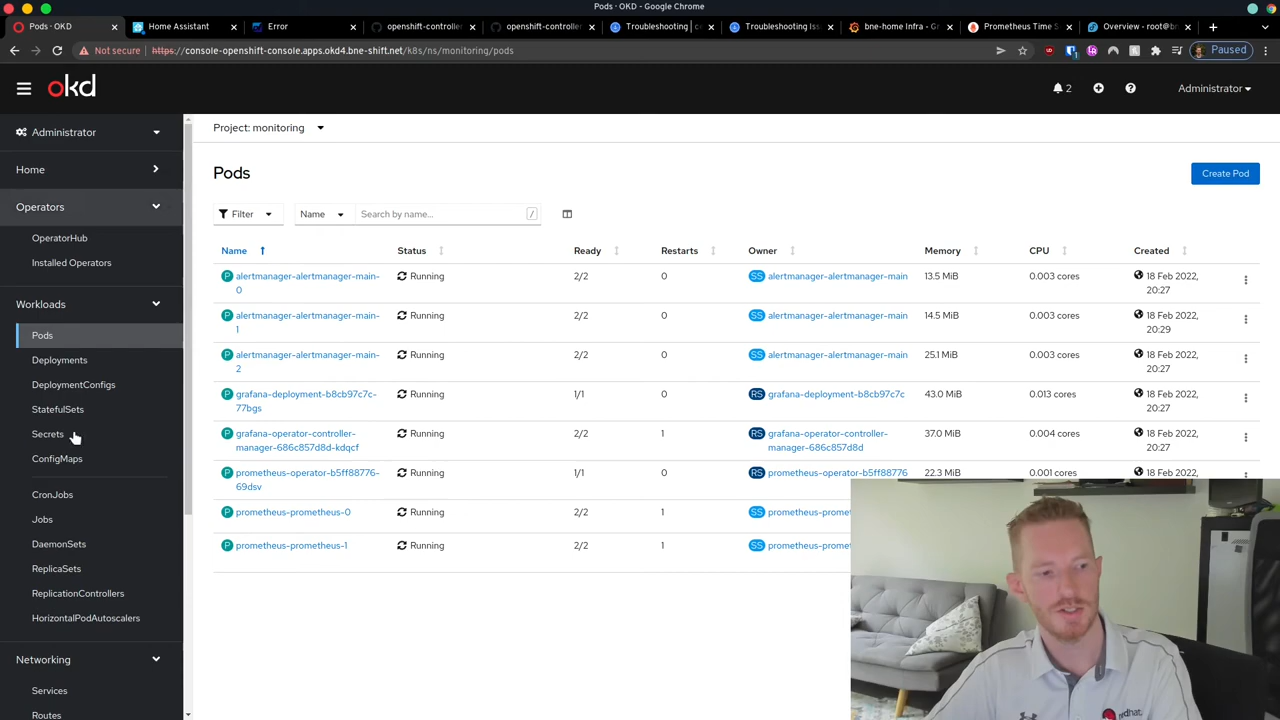 Pods · OKD - Google Chrome
Pods · OKD
Home Assistant
Error
openshift-controlle
openshift-controlle
Troubleshooting | c
Troubleshooting Iss
bne-home Infra - Gr
Prometheus Time S
Overview - root@bn
Not secure
https://console-openshift-console.apps.okd4.bne-shift.net/k8s/ns/monitoring/pods
Paused
okd
2
Administrator
Administrator
Home
Operators
OperatorHub
Installed Operators
Workloads
Pods
Deployments
DeploymentConfigs
StatefulSets
Secrets
ConfigMaps
CronJobs
Jobs
DaemonSets
ReplicaSets
ReplicationControllers
HorizontalPodAutoscalers
Networking
Services
Routes
Project: monitoring
Pods
Create Pod
Filter
Name
Search by name...
/
Name Status Ready Restarts Owner Memory CPU Created
P alertmanager-alertmanager-main-0 Running 2/2 0 SS alertmanager-alertmanager-main 13.5 MiB 0.003 cores 18 Feb 2022, 20:27
P alertmanager-alertmanager-main-1 Running 2/2 0 SS alertmanager-alertmanager-main 14.5 MiB 0.003 cores 18 Feb 2022, 20:29
P alertmanager-alertmanager-main-2 Running 2/2 0 SS alertmanager-alertmanager-main 25.1 MiB 0.003 cores 18 Feb 2022, 20:27
P grafana-deployment-b8cb97c7c-77bgs Running 1/1 0 RS grafana-deployment-b8cb97c7c 43.0 MiB 0.013 cores 18 Feb 2022, 20:27
P grafana-operator-controller-manager-686c857d8d-kdqcf Running 2/2 1 RS grafana-operator-controller-manager-686c857d8d 37.0 MiB 0.004 cores 18 Feb 2022, 20:27
P prometheus-operator-b5ff88776-69dsv Running 1/1 0 RS prometheus-operator-b5ff88776 22.3 MiB 0.001 cores 18 Feb 2022,
P prometheus-prometheus-0 Running 2/2 1 SS prometheus-prome
P prometheus-prometheus-1 Running 2/2 1 SS prometheus-prome